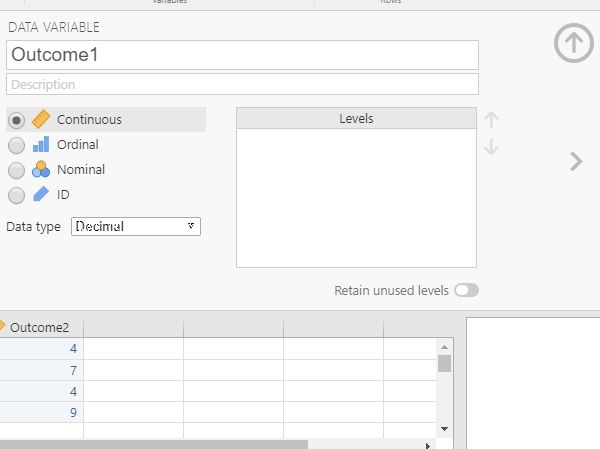 Variables
Rows
DATA VARIABLE
Outcome1
Description
Continuous
Ordinal
Nominal
ID
Levels
Data type Decimal
Retain unused levels
Outcome2
4
7
4
9